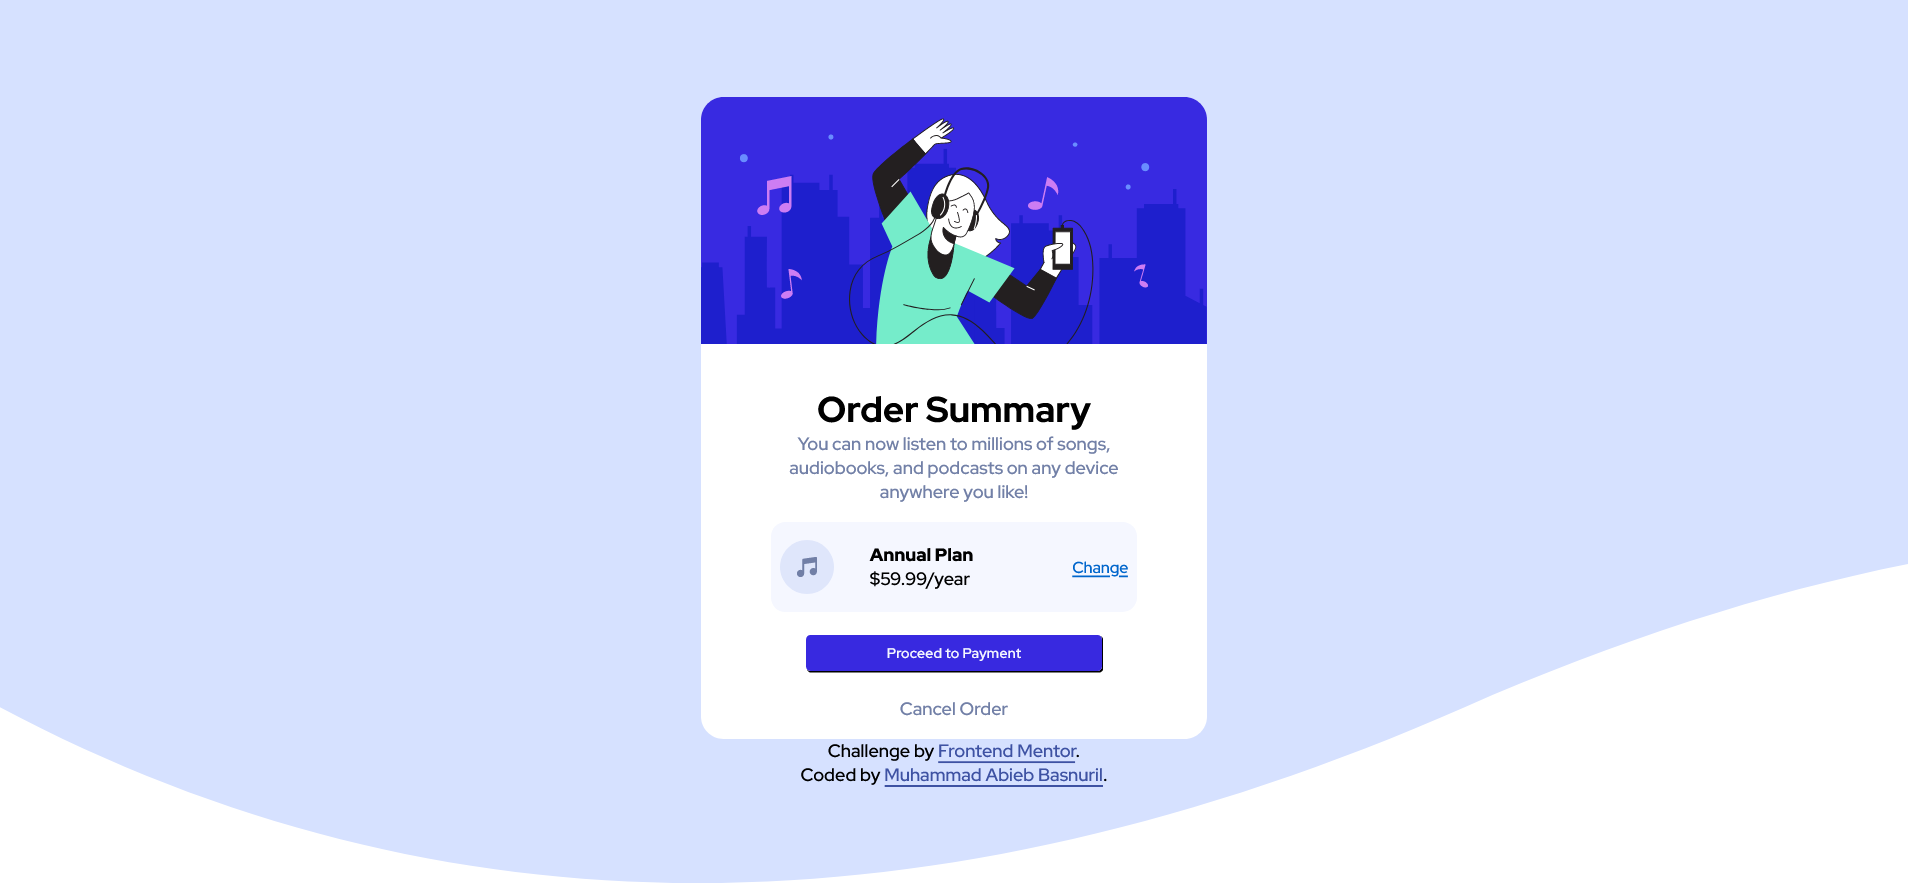 Order Summary
You can now listen to millions of songs,
audiobooks, and podcasts on any device
anywhere you like!
Annual Plan
$59.99/year
Change
Proceed to Payment
Cancel Order
Challenge by Frontend Mentor.
Coded by Muhammad Abieb Basnuril.